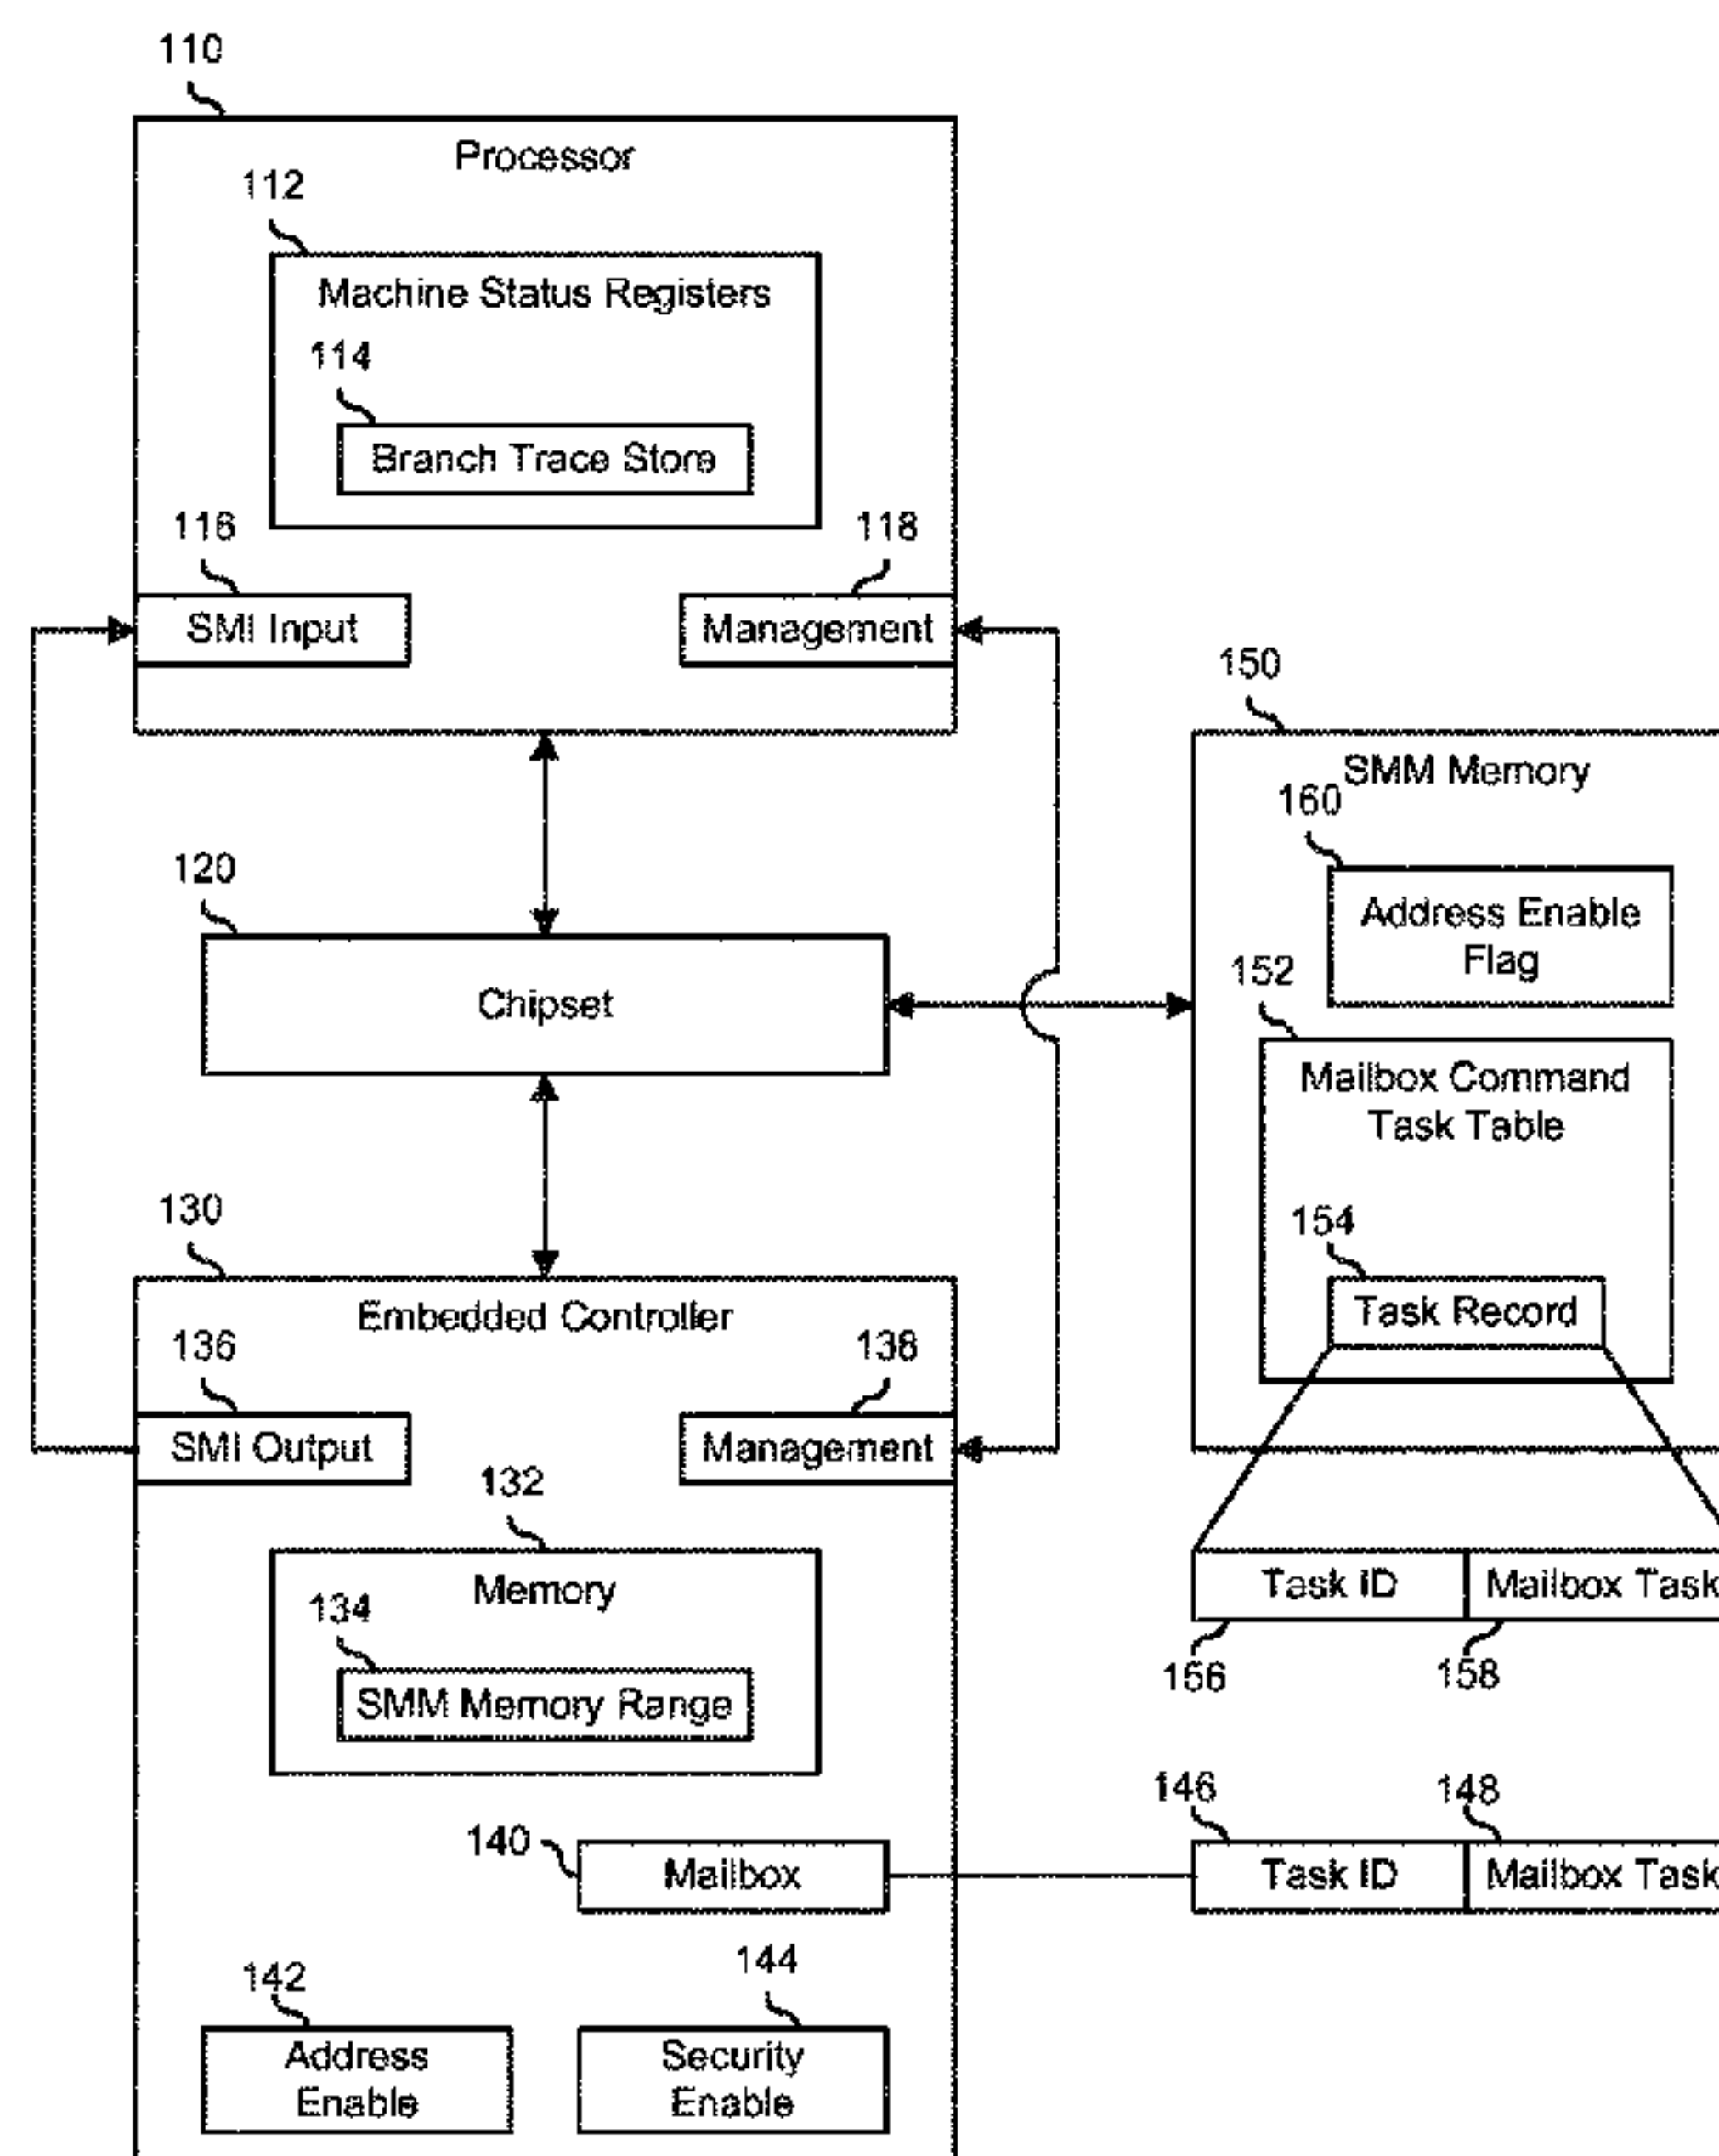 110
Processor
112
Machine Status Registers
114
Branch Trace Store
116
118
SMI Input
Management
150
SMM Memory
160
Address Enable
Flag
120
Chipset
152
Mailbox Command
Task Table
154
Task Record
130
Embedded Controller
136
138
SMI Output
Management
132
Memory
134
SMM Memory Range
Task ID
Mailbox Task
156
158
146
148
140
Mailbox
Task ID
Mailbox Task
142
144
Address
Enable
Security
Enable